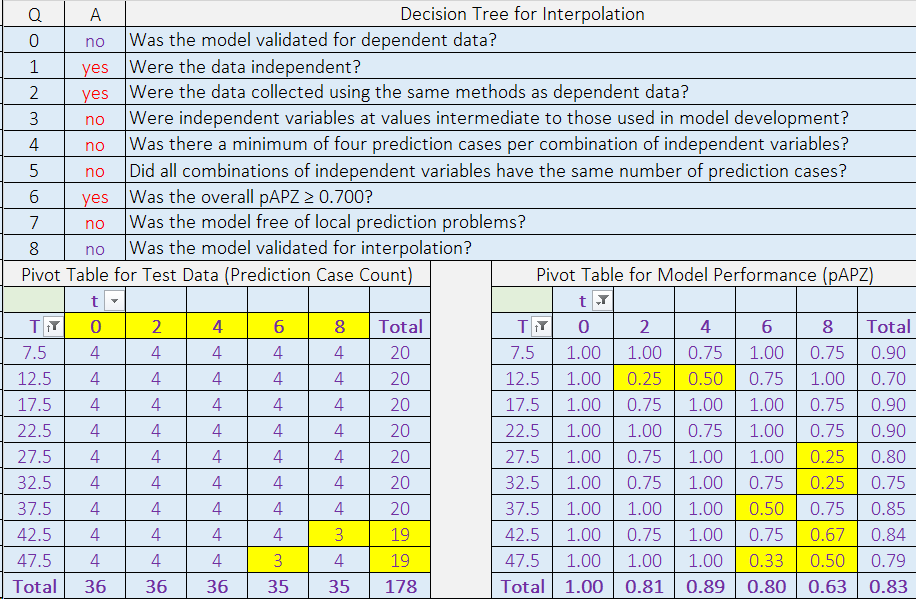 Q A Decision Tree for Interpolation
0 no Was the model validated for dependent data?
1 yes Were the data independent?
2 yes Were the data collected using the same methods as dependent data?
3 no Were independent variables at values intermediate to those used in model development?
4 no Was there a minimum of four prediction cases per combination of independent variables?
5 no Did all combinations of independent variables have the same number of prediction cases?
6 yes Was the overall pAPZ ≥ 0.700?
7 no Was the model free of local prediction problems?
8 no Was the model validated for interpolation?
Pivot Table for Test Data (Prediction Case Count)
t
T 0 2 4 6 8 Total
7.5 4 4 4 4 4 20
12.5 4 4 4 4 4 20
17.5 4 4 4 4 4 20
22.5 4 4 4 4 4 20
27.5 4 4 4 4 4 20
32.5 4 4 4 4 4 20
37.5 4 4 4 4 4 20
42.5 4 4 4 4 3 19
47.5 4 4 4 3 4 19
Total 36 36 36 35 35 178
Pivot Table for Model Performance (pAPZ)
t
T 0 2 4 6 8 Total
7.5 1.00 1.00 0.75 1.00 0.75 0.90
12.5 1.00 0.25 0.50 0.75 1.00 0.70
17.5 1.00 0.75 1.00 1.00 0.75 0.90
22.5 1.00 1.00 0.75 1.00 0.75 0.90
27.5 1.00 0.75 1.00 1.00 0.25 0.80
32.5 1.00 0.75 1.00 0.75 0.25 0.75
37.5 1.00 1.00 1.00 0.50 0.75 0.85
42.5 1.00 0.75 1.00 0.75 0.67 0.84
47.5 1.00 1.00 1.00 0.33 0.50 0.79
Total 1.00 0.81 0.89 0.80 0.63 0.83